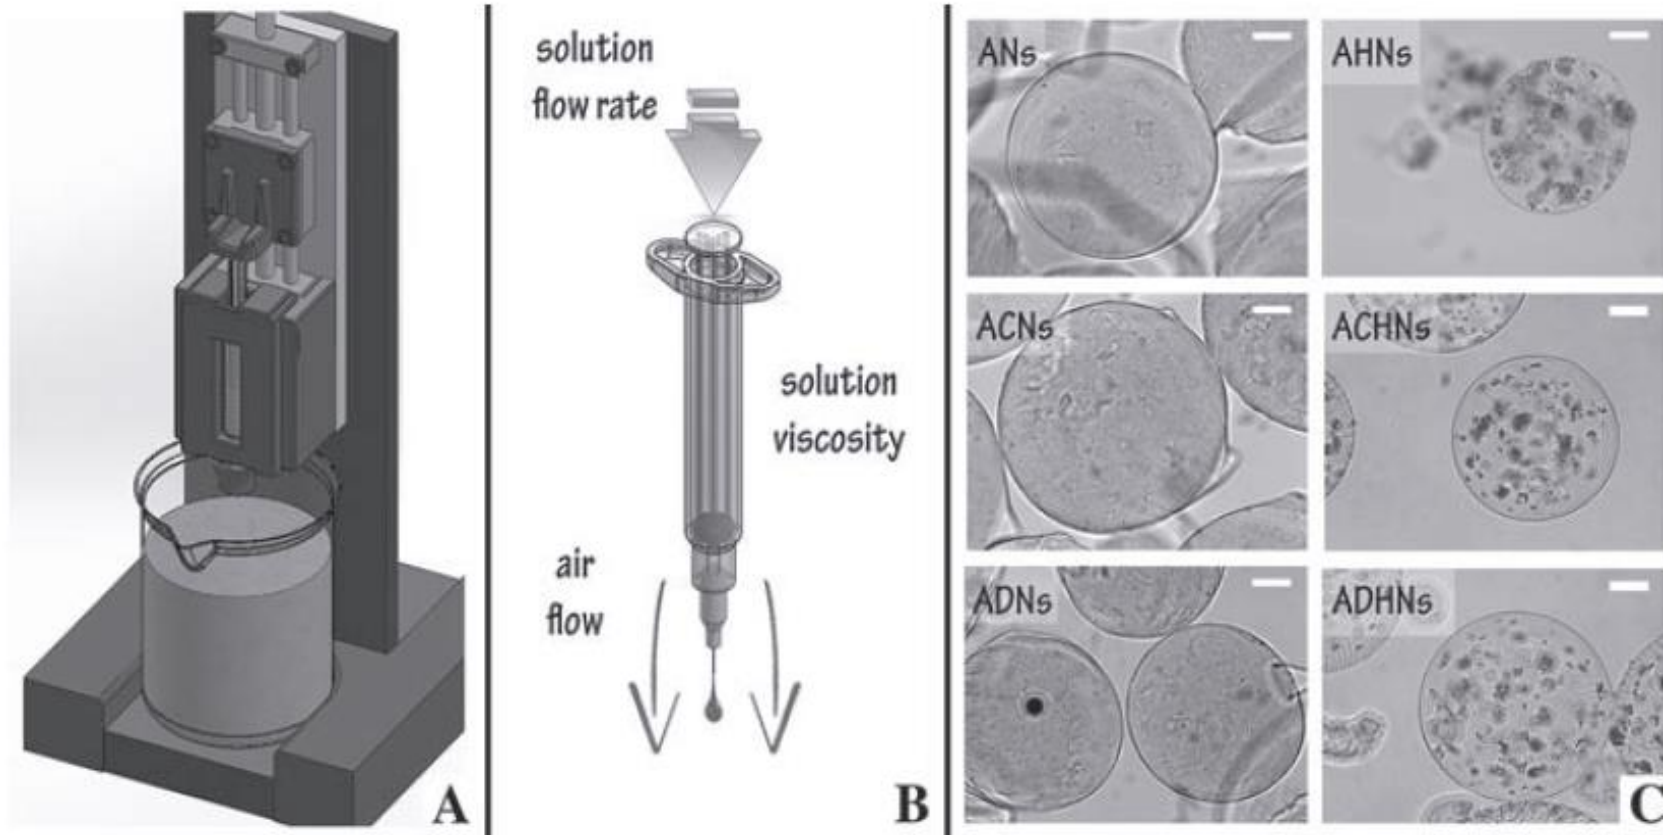 solution
flow rate
solution
viscosity
air
flow
A
B
ANs
AHNs
ACNs
ACHNs
ADNs
ADHNs
C